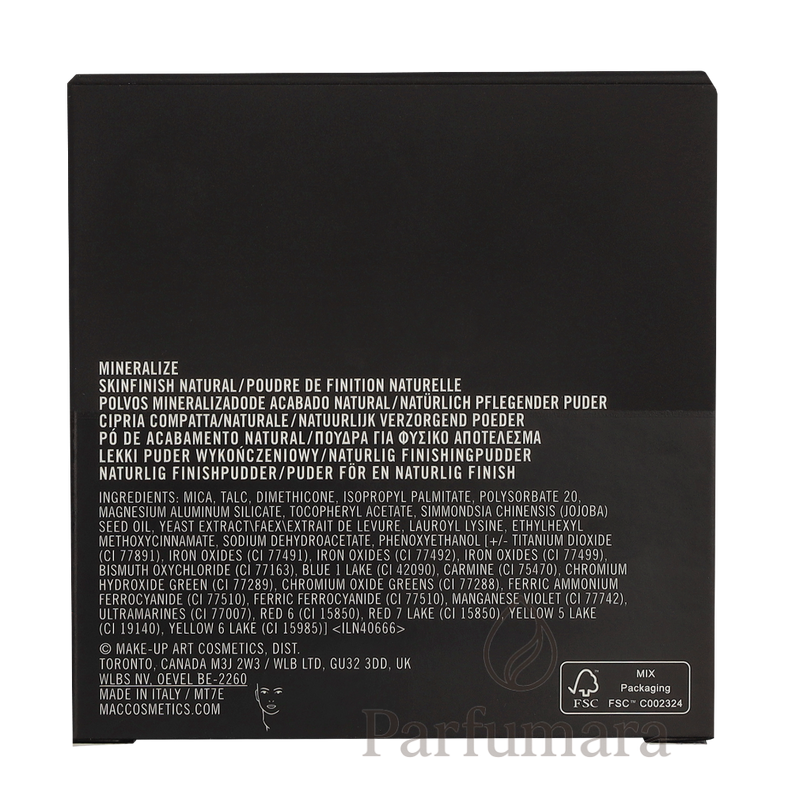 MINERALIZE
SKINFINISH NATURAL/POUDRE DE FINITION NATURELLE
POLVOS MINERALIZADODE ACABADO NATURAL/NATÜRLICH PFLEGENDER PUDER
CIPRIA COMPATTA/NATURALE/NATUURLIJK VERZORGEND POEDER
PÓ DE ACABAMENTO NATURAL/ΠΟΥΔΡΑ ΓΙΑ ΦΥΣΙΚΟ ΑΠΟΤΕΛΕΣΜΑ
LEKKI PUDER WYKOŃCZENIOWY/NATURLIG FINISHINGPUDDER
NATURLIG FINISHPUDDER/PUDER FÖR EN NATURLIG FINISH
INGREDIENTS: MICA, TALC, DIMETHICONE, ISOPROPYL PALMITATE, POLYSORBATE 20,
MAGNESIUM ALUMINUM SILICATE, TOCOPHERYL ACETATE, SIMMONDSIA CHINENSIS (JOJOBA)
SEED OIL, YEAST EXTRACT\FAEX\EXTRAIT DE LEVURE, LAUROYL LYSINE, ETHYLHEXYL
METHOXYCINNAMATE, SODIUM DEHYDROACETATE, PHENOXYETHANOL [+/- TITANIUM DIOXIDE
(CI 77891), IRON OXIDES (CI 77491), IRON OXIDES (CI 77492), IRON OXIDES (CI 77499),
BISMUTH OXYCHLORIDE (CI 77163), BLUE 1 LAKE (CI 42090), CARMINE (CI 75470), CHROMIUM
HYDROXIDE GREEN (CI 77289), CHROMIUM OXIDE GREENS (CI 77288), FERRIC AMMONIUM
FERROCYANIDE (CI 77510), FERRIC FERROCYANIDE (CI 77510), MANGANESE VIOLET (CI 77742),
ULTRAMARINES (CI 77007), RED 6 (CI 15850), RED 7 LAKE (CI 15850), YELLOW 5 LAKE
(CI 19140), YELLOW 6 LAKE (CI 15985)] <ILN40666>
© MAKE-UP ART COSMETICS, DIST.
TORONTO, CANADA M3J 2W3 / WLB LTD, GU32 3DD, UK
WLBS NV, OEVEL BE-2260
MADE IN ITALY / MT7E
MACCOSMETICS.COM
FSC
MIX
Packaging
FSC™ C002324
Parfumara